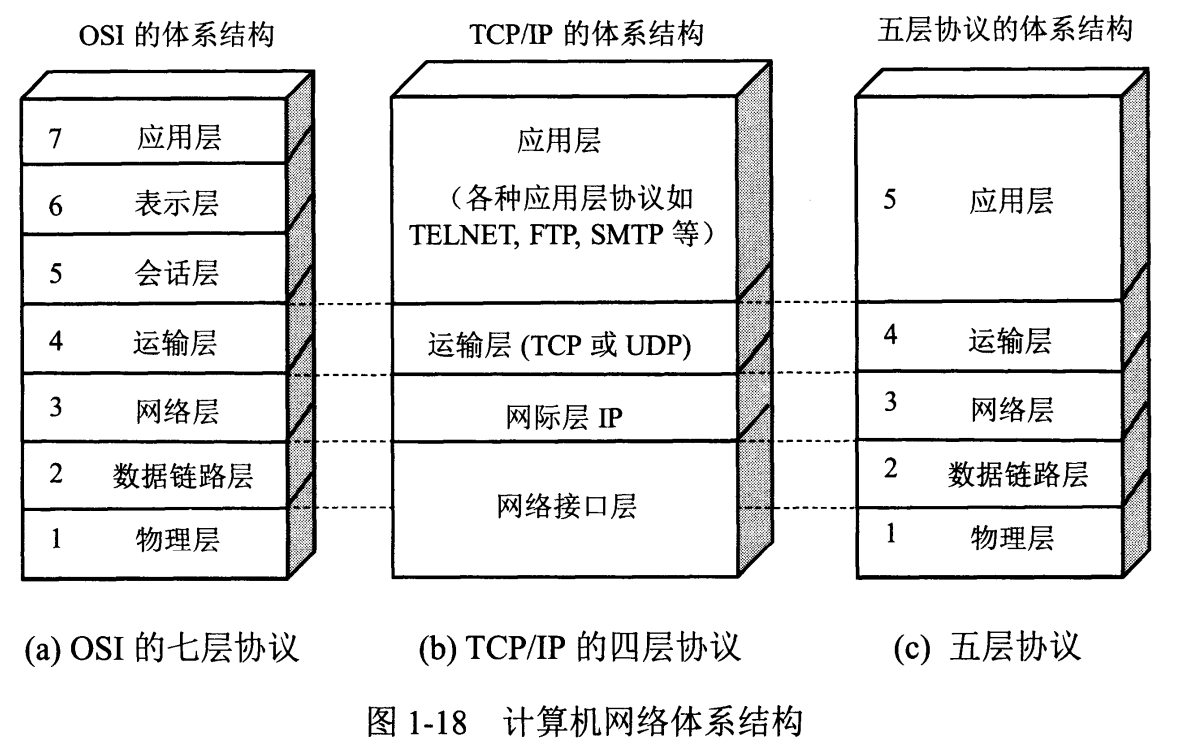 OSI 的体系结构
7 应用层
6 表示层
5 会话层
4 运输层
3 网络层
2 数据链路层
1 物理层
(a) OSI 的七层协议
TCP/IP 的体系结构
应用层
（各种应用层协议如
TELNET, FTP, SMTP 等）
运输层 (TCP 或 UDP)
网际层 IP
网络接口层
(b) TCP/IP 的四层协议
五层协议的体系结构
5 应用层
4 运输层
3 网络层
2 数据链路层
1 物理层
(c) 五层协议
图 1-18 计算机网络体系结构